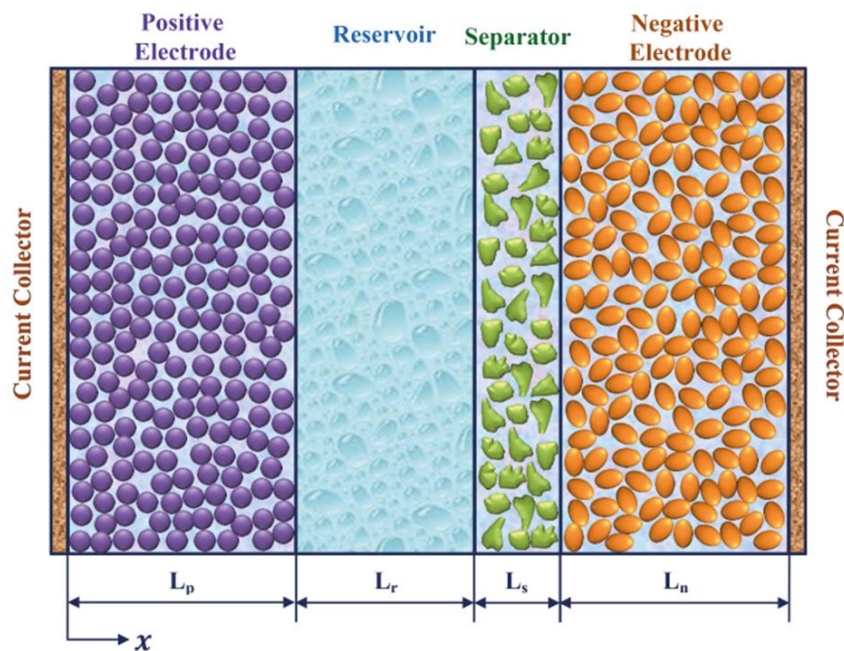 Positive
Electrode
Reservoir
Separator
Negative
Electrode
Current Collector
Current Collector
Lp
Lr
Ls
Ln
x